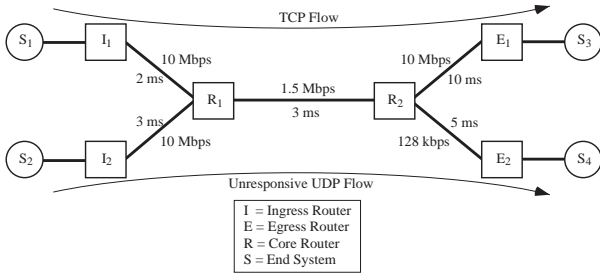 TCP Flow
S1
I1
10 Mbps
2 ms
R1
1.5 Mbps
3 ms
R2
10 Mbps
10 ms
E1
S3
S2
I2
3 ms
10 Mbps
5 ms
128 kbps
E2
S4
Unresponsive UDP Flow
I = Ingress Router
E = Egress Router
R = Core Router
S = End System